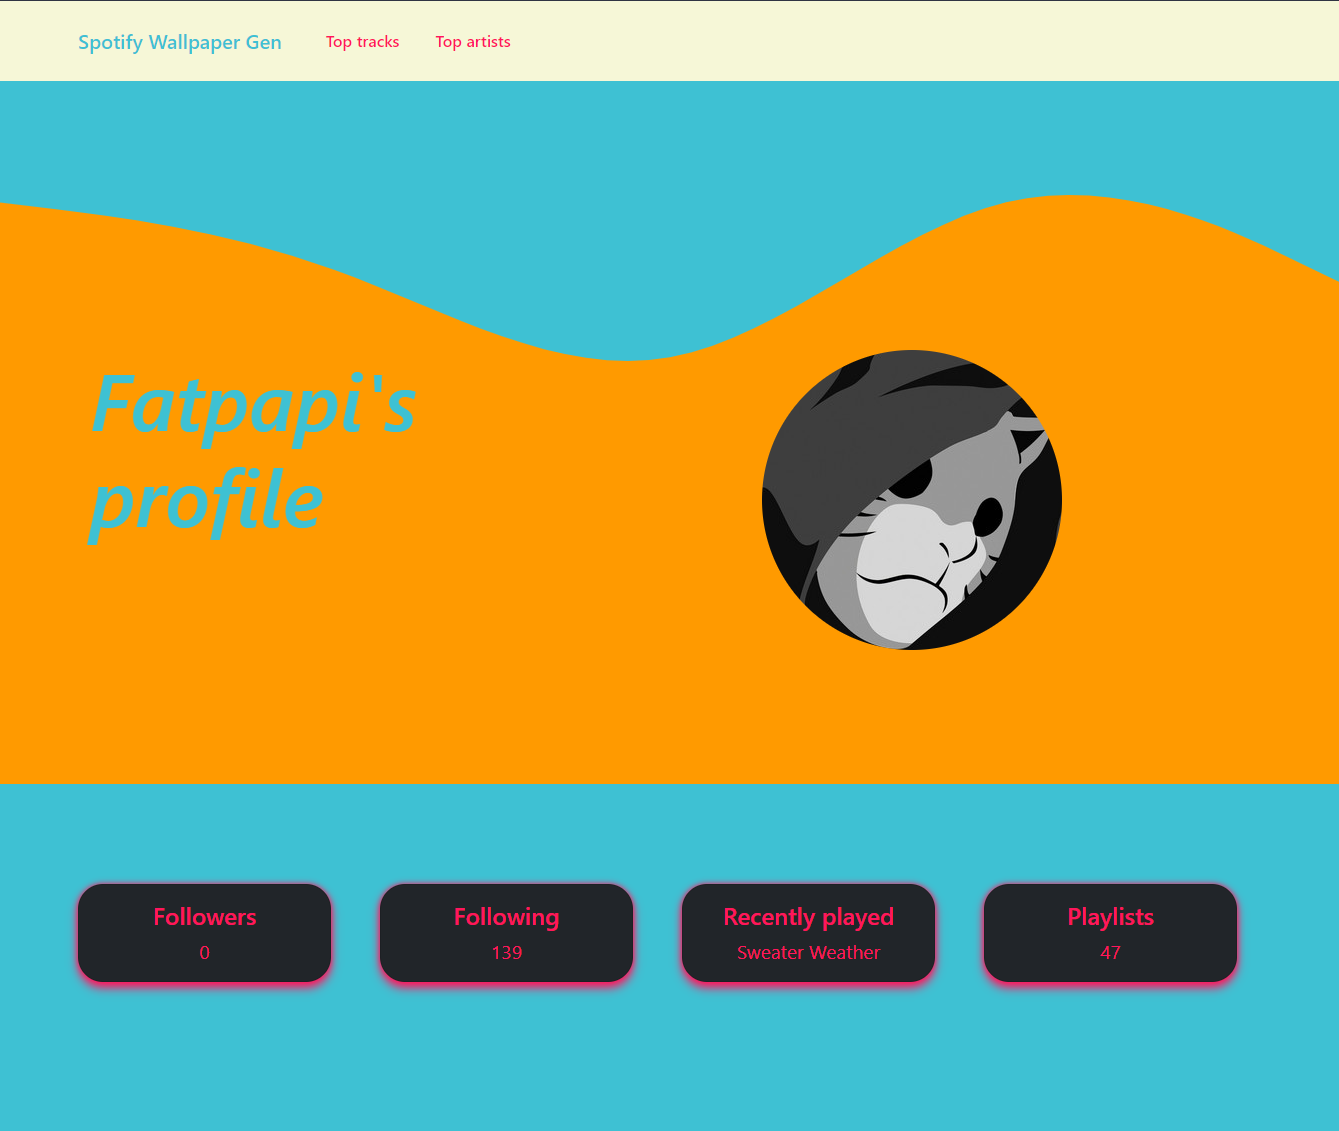 Spotify Wallpaper Gen
Top tracks
Top artists
Fatpapi's
profile
Followers
0
Following
139
Recently played
Sweater Weather
Playlists
47